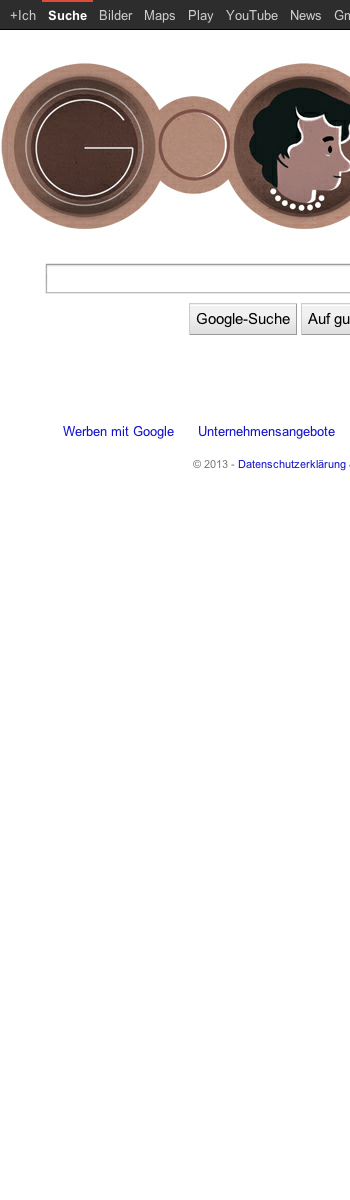 +Ich Suche Bilder Maps Play YouTube News Gm
G
Google-Suche Auf gu
Werben mit Google Unternehmensangebote
© 2013 - Datenschutzerklärung